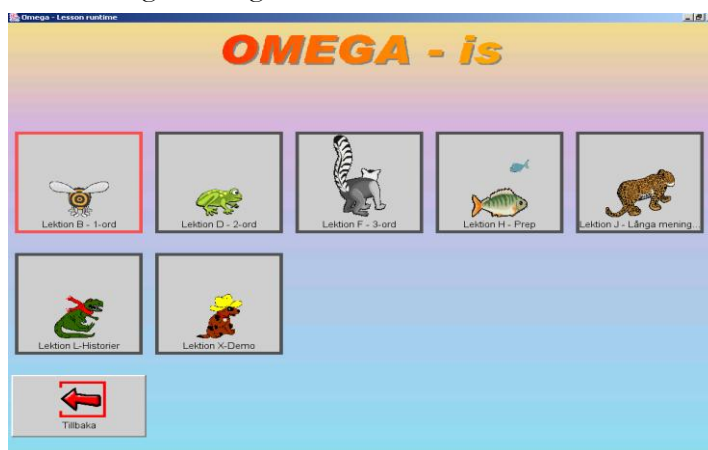 Omega - Lesson runtime
OMEGA - is
Lektion B - 1-ord
Lektion D - 2-ord
Lektion F - 3-ord
Lektion H - Prep
Lektion J - Långa mening...
Lektion L-Historier
Lektion X-Demo
Tillbaka